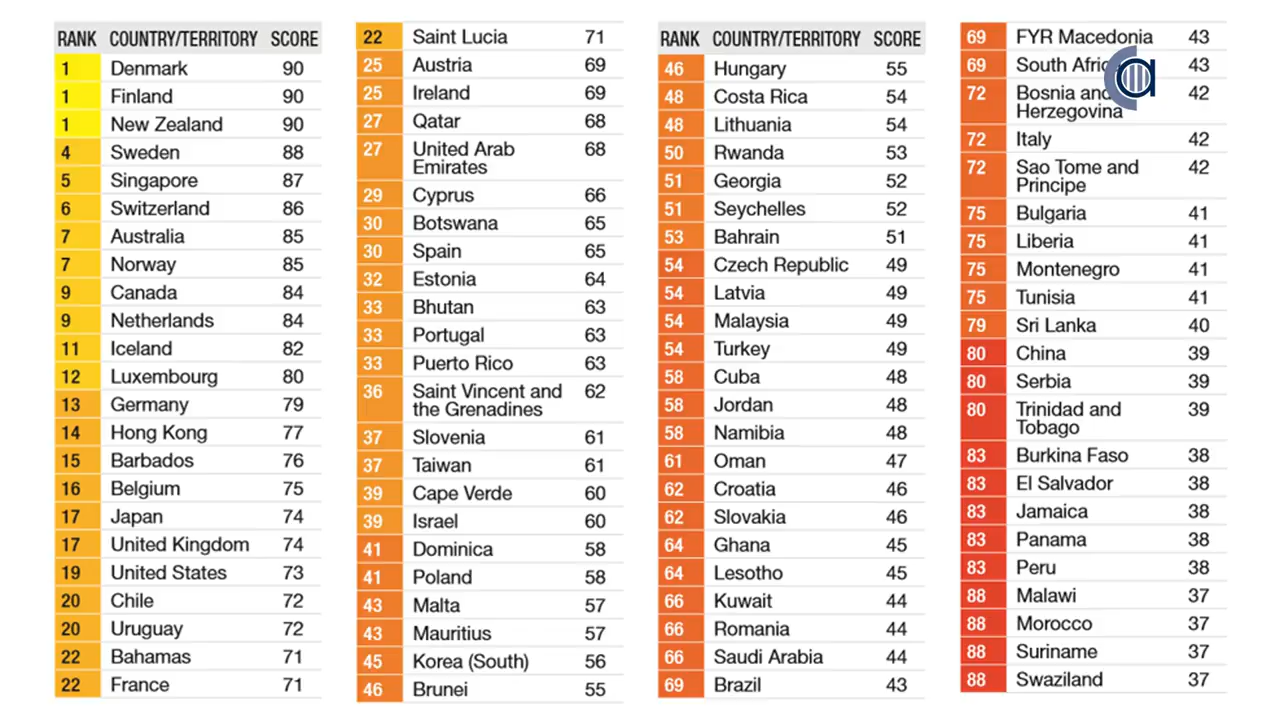 RANK COUNTRY/TERRITORY SCORE
1 Denmark 90
1 Finland 90
1 New Zealand 90
4 Sweden 88
5 Singapore 87
6 Switzerland 86
7 Australia 85
7 Norway 85
9 Canada 84
9 Netherlands 84
11 Iceland 82
12 Luxembourg 80
13 Germany 79
14 Hong Kong 77
15 Barbados 76
16 Belgium 75
17 Japan 74
17 United Kingdom 74
19 United States 73
20 Chile 72
20 Uruguay 72
22 Bahamas 71
22 France 71
22 Saint Lucia 71
25 Austria 69
25 Ireland 69
27 Qatar 68
27 United Arab 68
Emirates
29 Cyprus 66
30 Botswana 65
30 Spain 65
32 Estonia 64
33 Bhutan 63
33 Portugal 63
33 Puerto Rico 63
36 Saint Vincent and 62
the Grenadines
37 Slovenia 61
37 Taiwan 61
39 Cape Verde 60
39 Israel 60
41 Dominica 58
41 Poland 58
43 Malta 57
43 Mauritius 57
45 Korea (South) 56
46 Brunei 55
RANK COUNTRY/TERRITORY SCORE
46 Hungary 55
48 Costa Rica 54
48 Lithuania 54
50 Rwanda 53
51 Georgia 52
51 Seychelles 52
53 Bahrain 51
54 Czech Republic 49
54 Latvia 49
54 Malaysia 49
54 Turkey 49
58 Cuba 48
58 Jordan 48
58 Namibia 48
61 Oman 47
62 Croatia 46
62 Slovakia 46
64 Ghana 45
64 Lesotho 45
66 Kuwait 44
66 Romania 44
66 Saudi Arabia 44
69 Brazil 43
69 FYR Macedonia 43
69 South Afri 43
72 Bosnia and 42
Herzegovina
72 Italy 42
72 Sao Tome and 42
Principe
75 Bulgaria 41
75 Liberia 41
75 Montenegro 41
75 Tunisia 41
79 Sri Lanka 40
80 China 39
80 Serbia 39
80 Trinidad and 39
Tobago
83 Burkina Faso 38
83 El Salvador 38
83 Jamaica 38
83 Panama 38
83 Peru 38
88 Malawi 37
88 Morocco 37
88 Suriname 37
88 Swaziland 37